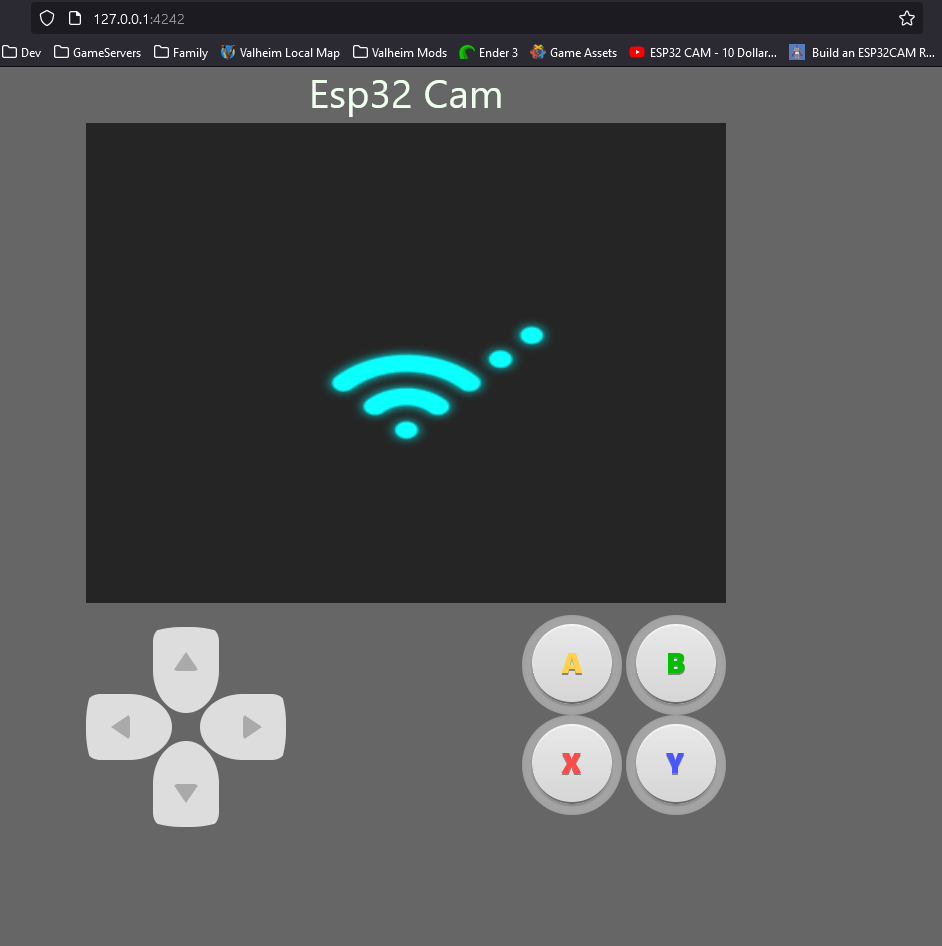 127.0.0.1:4242
Dev GameServers Family Valheim Local Map Valheim Mods Ender 3 Game Assets ESP32 CAM - 10 Dollar... Build an ESP32CAM R...
Esp32 Cam
A B
X Y